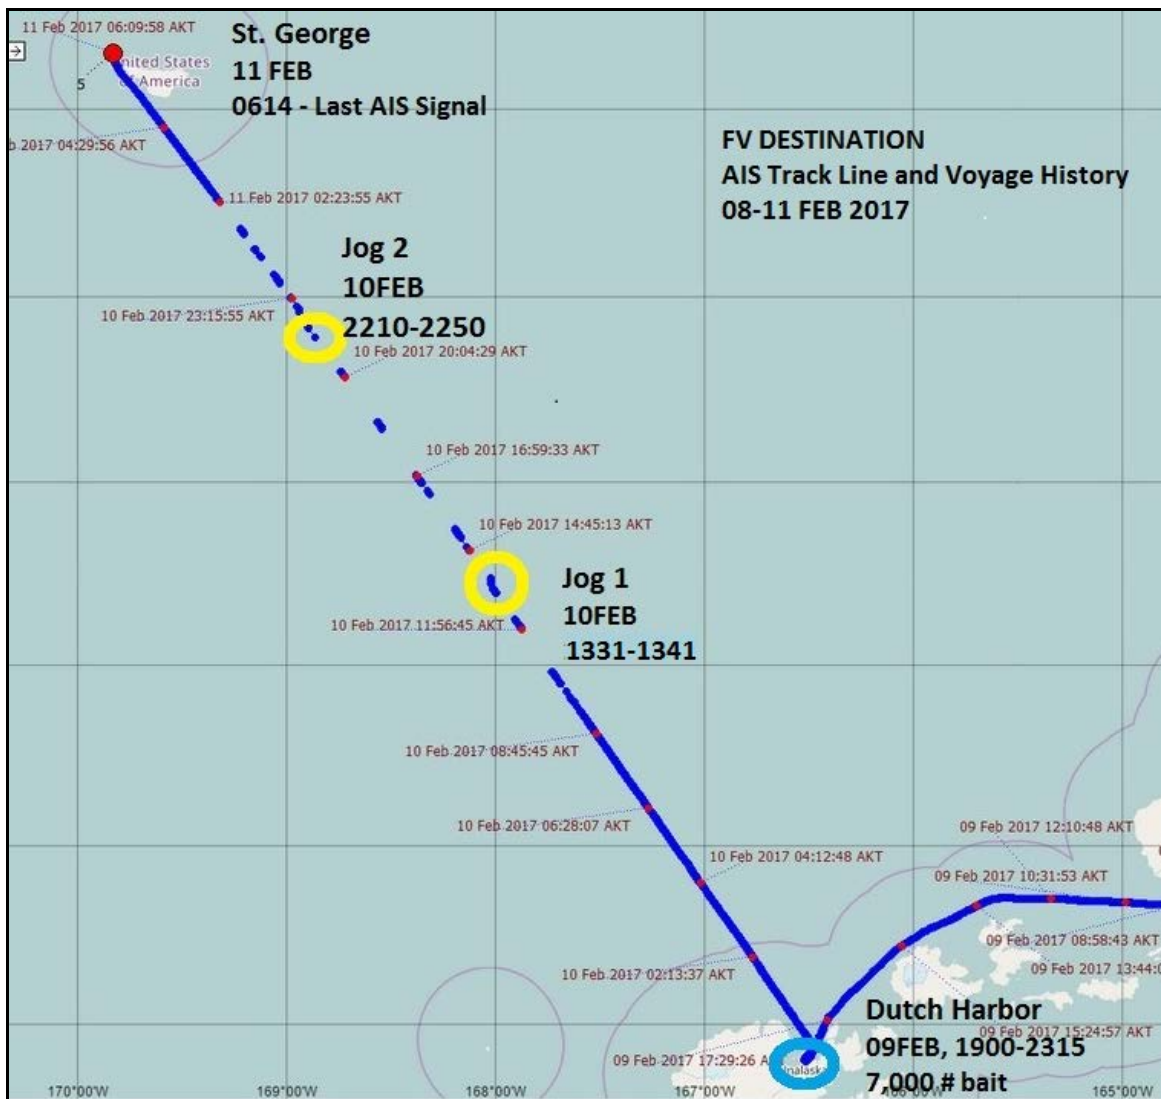 11 Feb 2017 06:09:58 AKT
St. George
11 FEB
0614 - Last AIS Signal
nited States
of America
5
2017 04:29:56 AKT
11 Feb 2017 02:23:55 AKT
FV DESTINATION
AIS Track Line and Voyage History
08-11 FEB 2017
Jog 2
10FEB
2210-2250
10 Feb 2017 23:15:55 AKT
10 Feb 2017 20:04:29 AKT
10 Feb 2017 16:59:33 AKT
10 Feb 2017 14:45:13 AKT
Jog 1
10FEB
1331-1341
10 Feb 2017 11:56:45 AKT
10 Feb 2017 08:45:45 AKT
10 Feb 2017 06:28:07 AKT
10 Feb 2017 04:12:48 AKT
10 Feb 2017 02:13:37 AKT
09 Feb 2017 12:10:48 AKT
09 Feb 2017 10:31:53 AKT
09 Feb 2017 08:58:43 AKT
09 Feb 2017 13:44:0
09 Feb 2017 15:24:57 AKT
09 Feb 2017 17:29:26 A
Dutch Harbor
09FEB, 1900-2315
7,000 # bait
nalaska
170°00'W
169°00'W
168°00'W
167°00'W
166°00'W
165°00'W